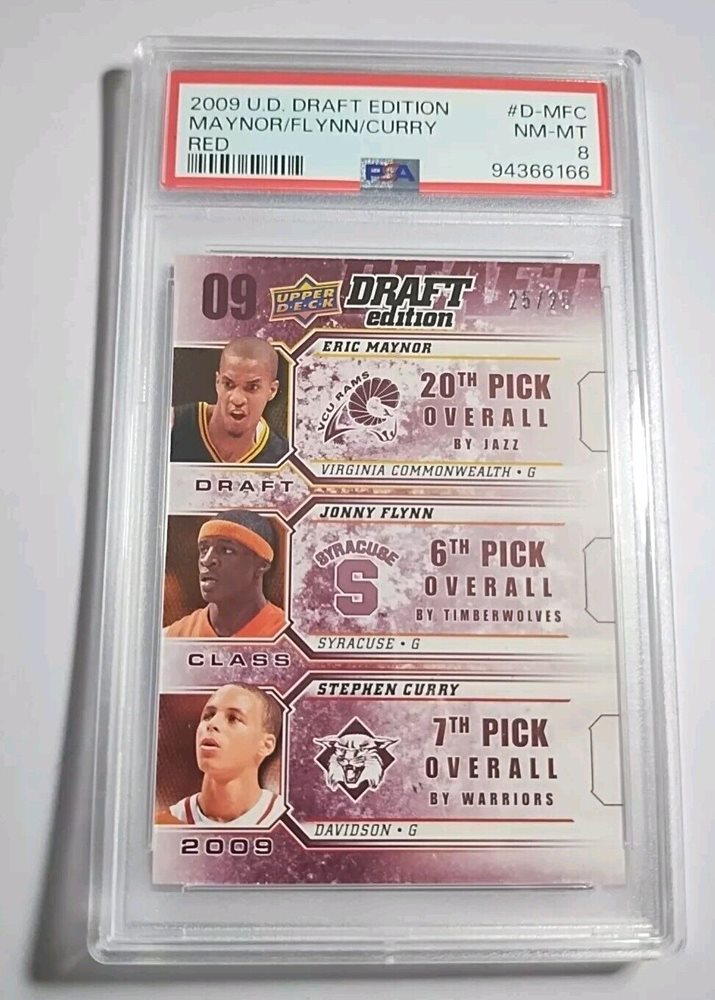 2009 U.D. DRAFT EDITION #D-MFC
MAYNOR/FLYNN/CURRY NM-MT
RED 8
PSA 94366166
09 UPPER DECK DRAFT edition
ERIC MAYNOR
VCU RAMS
20TH PICK
OVERALL
BY JAZZ
VIRGINIA COMMONWEALTH • G
DRAFT
JONNY FLYNN
SYRACUSE
S
6TH PICK
OVERALL
BY TIMBERWOLVES
SYRACUSE • G
CLASS
STEPHEN CURRY
7TH PICK
OVERALL
BY WARRIORS
DAVIDSON • G
2009